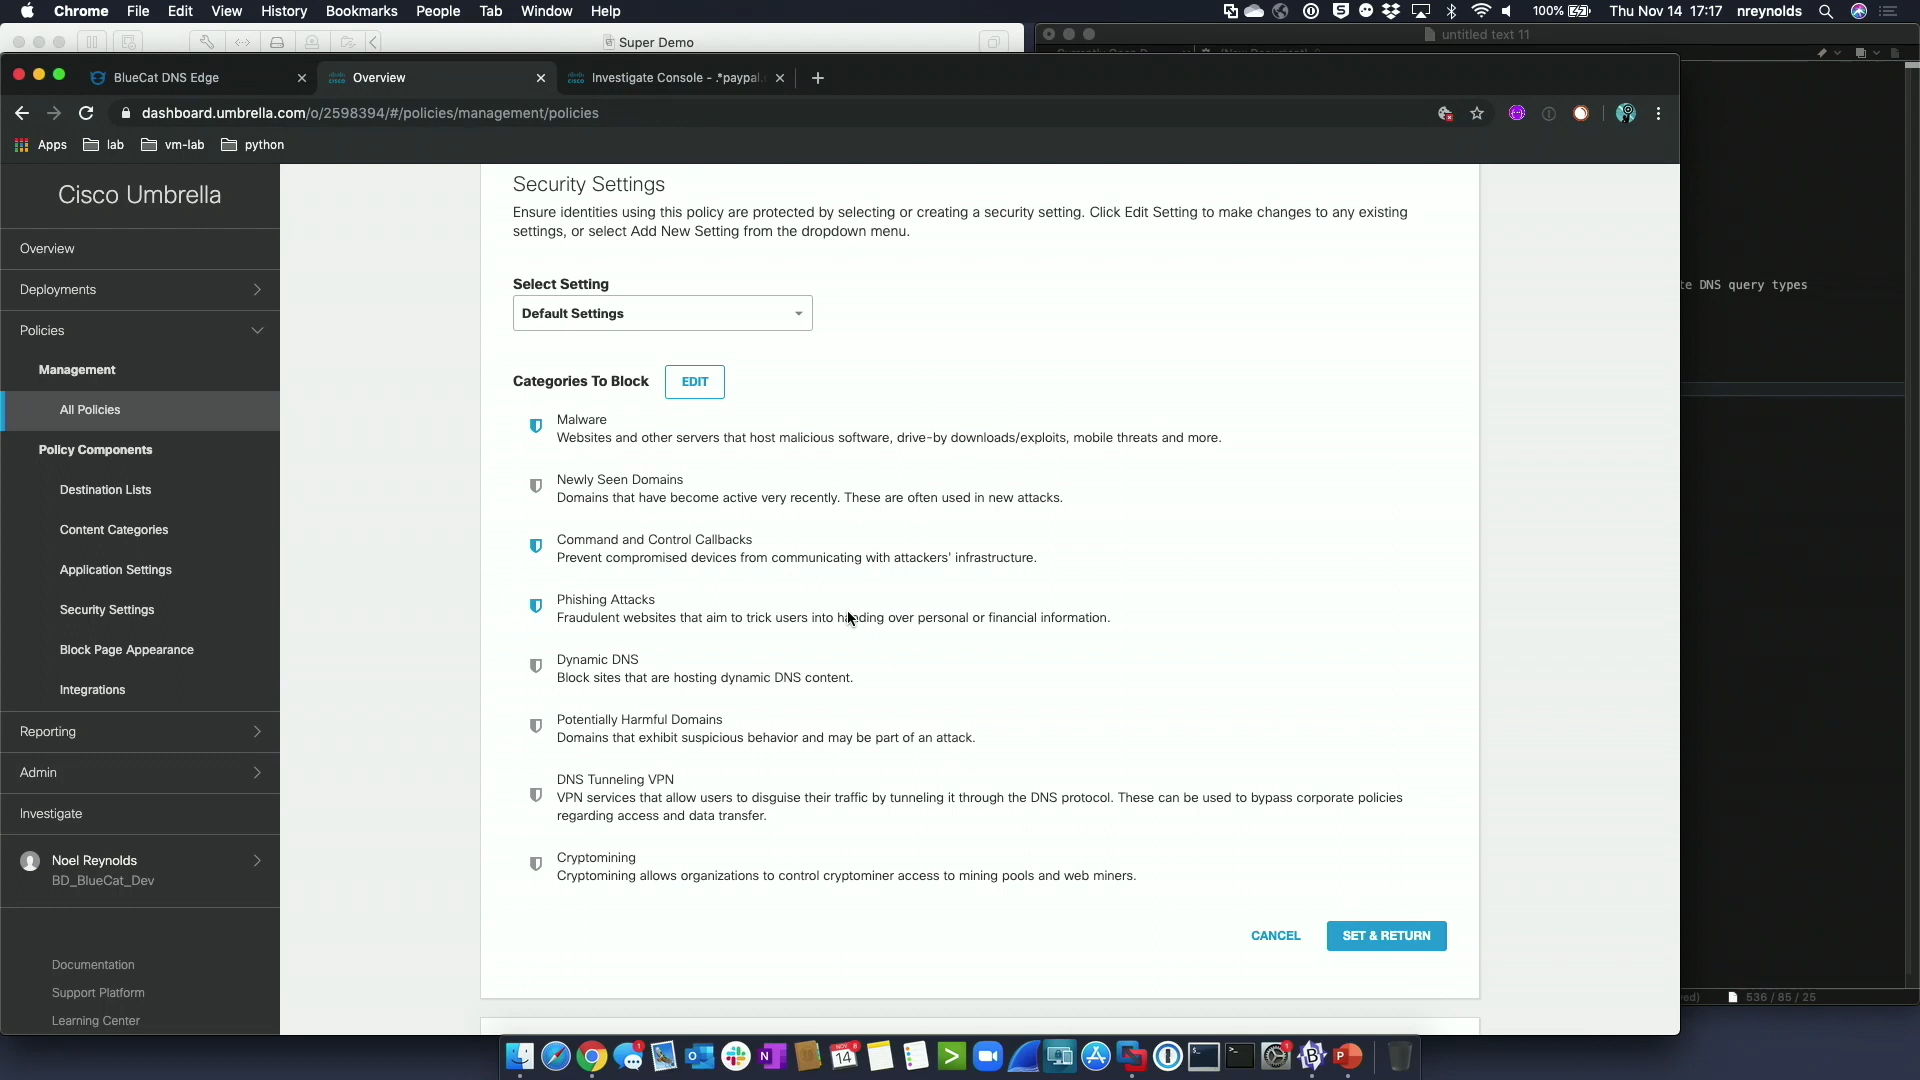 Chrome File Edit View History Bookmarks People Tab Window Help
100% Thu Nov 14 17:17 nreynolds
Super Demo
untitled text 11
BlueCat DNS Edge
Overview
Investigate Console - .*paypal.
dashboard.umbrella.com/o/2598394/#/policies/management/policies
Apps lab vm-lab python
Cisco Umbrella
Overview
Deployments
Policies
Management
All Policies
Policy Components
Destination Lists
Content Categories
Application Settings
Security Settings
Block Page Appearance
Integrations
Reporting
Admin
Investigate
Noel Reynolds
BD_BlueCat_Dev
Documentation
Support Platform
Learning Center
Security Settings
Ensure identities using this policy are protected by selecting or creating a security setting. Click Edit Setting to make changes to any existing
settings, or select Add New Setting from the dropdown menu.
Select Setting
Default Settings
Categories To Block EDIT
Malware
Websites and other servers that host malicious software, drive-by downloads/exploits, mobile threats and more.
Newly Seen Domains
Domains that have become active very recently. These are often used in new attacks.
Command and Control Callbacks
Prevent compromised devices from communicating with attackers' infrastructure.
Phishing Attacks
Fraudulent websites that aim to trick users into handing over personal or financial information.
Dynamic DNS
Block sites that are hosting dynamic DNS content.
Potentially Harmful Domains
Domains that exhibit suspicious behavior and may be part of an attack.
DNS Tunneling VPN
VPN services that allow users to disguise their traffic by tunneling it through the DNS protocol. These can be used to bypass corporate policies
regarding access and data transfer.
Cryptomining
Cryptomining allows organizations to control cryptominer access to mining pools and web miners.
CANCEL SET & RETURN
te DNS query types
536 / 85 / 25
NOV
14